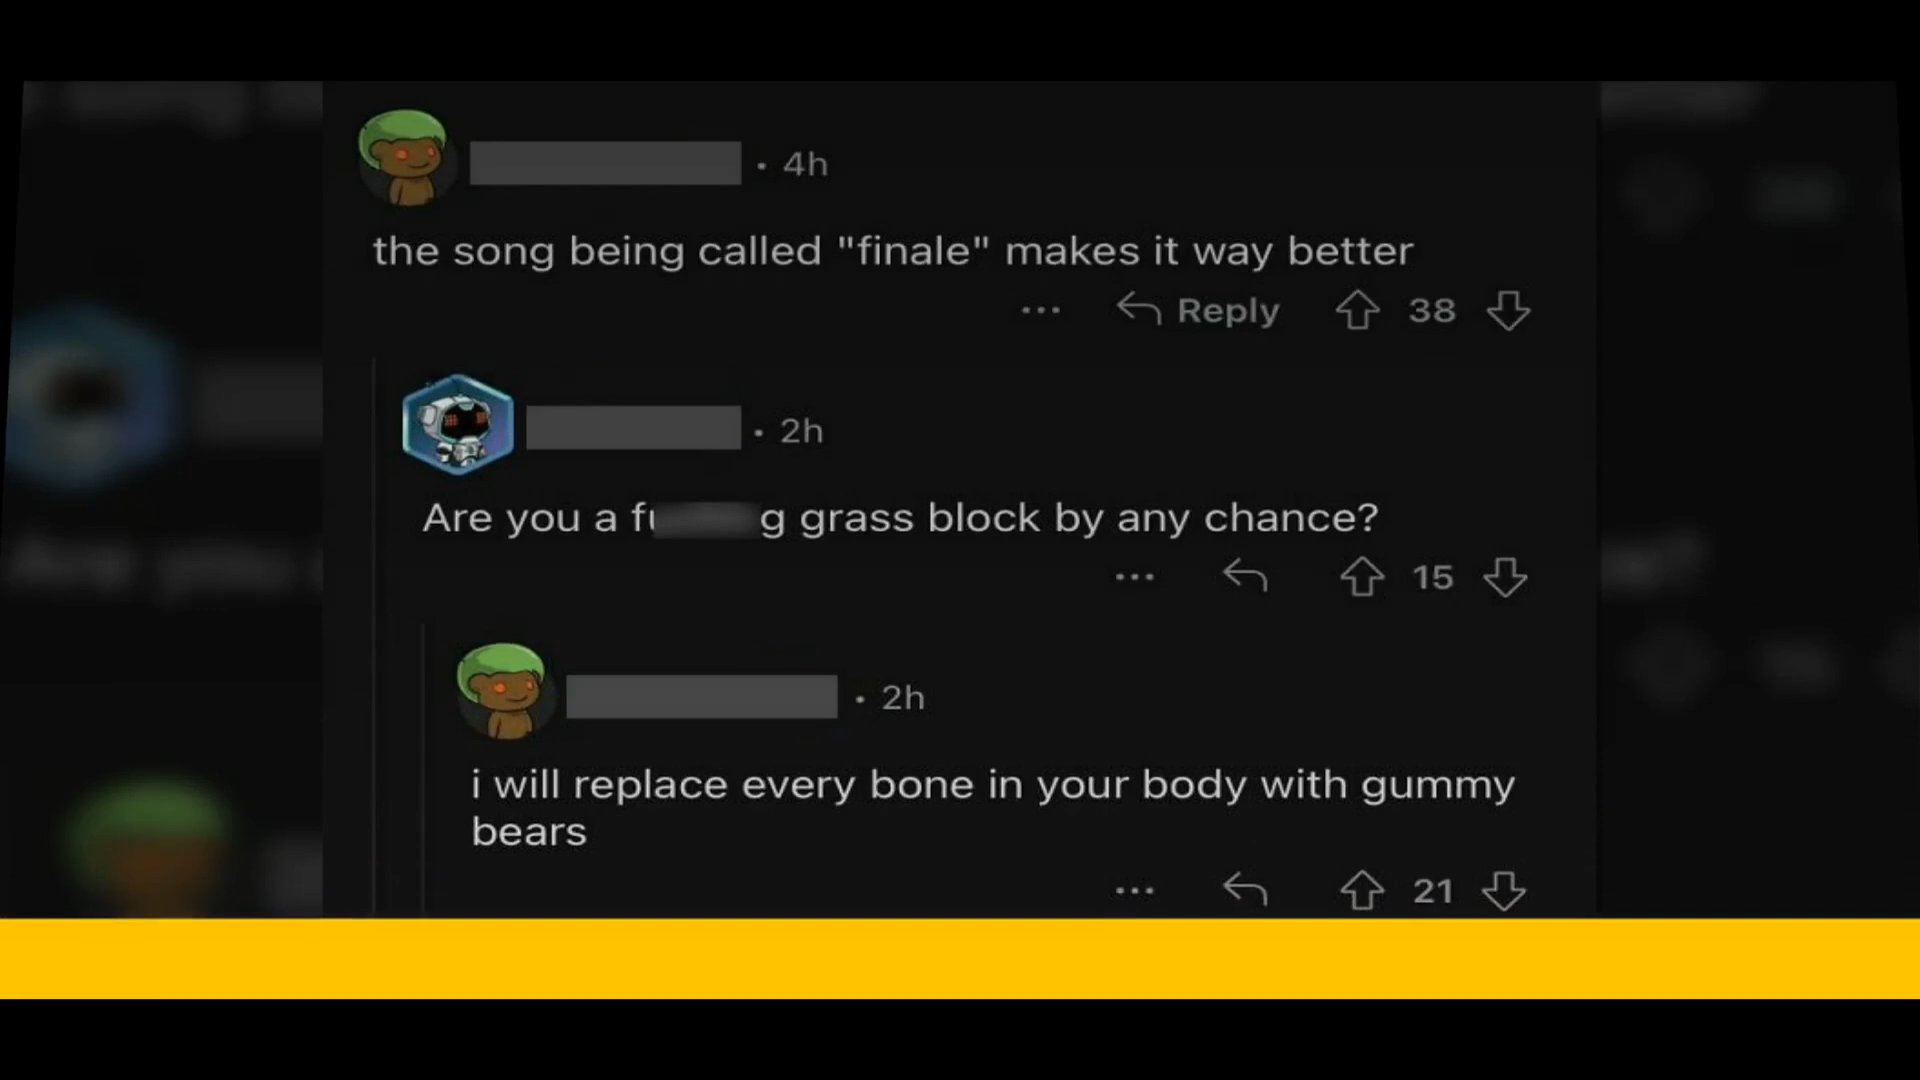 · 4h
the song being called "finale" makes it way better
... Reply 38
· 2h
Are you a fu g grass block by any chance?
... 15
· 2h
i will replace every bone in your body with gummy
bears
... 21